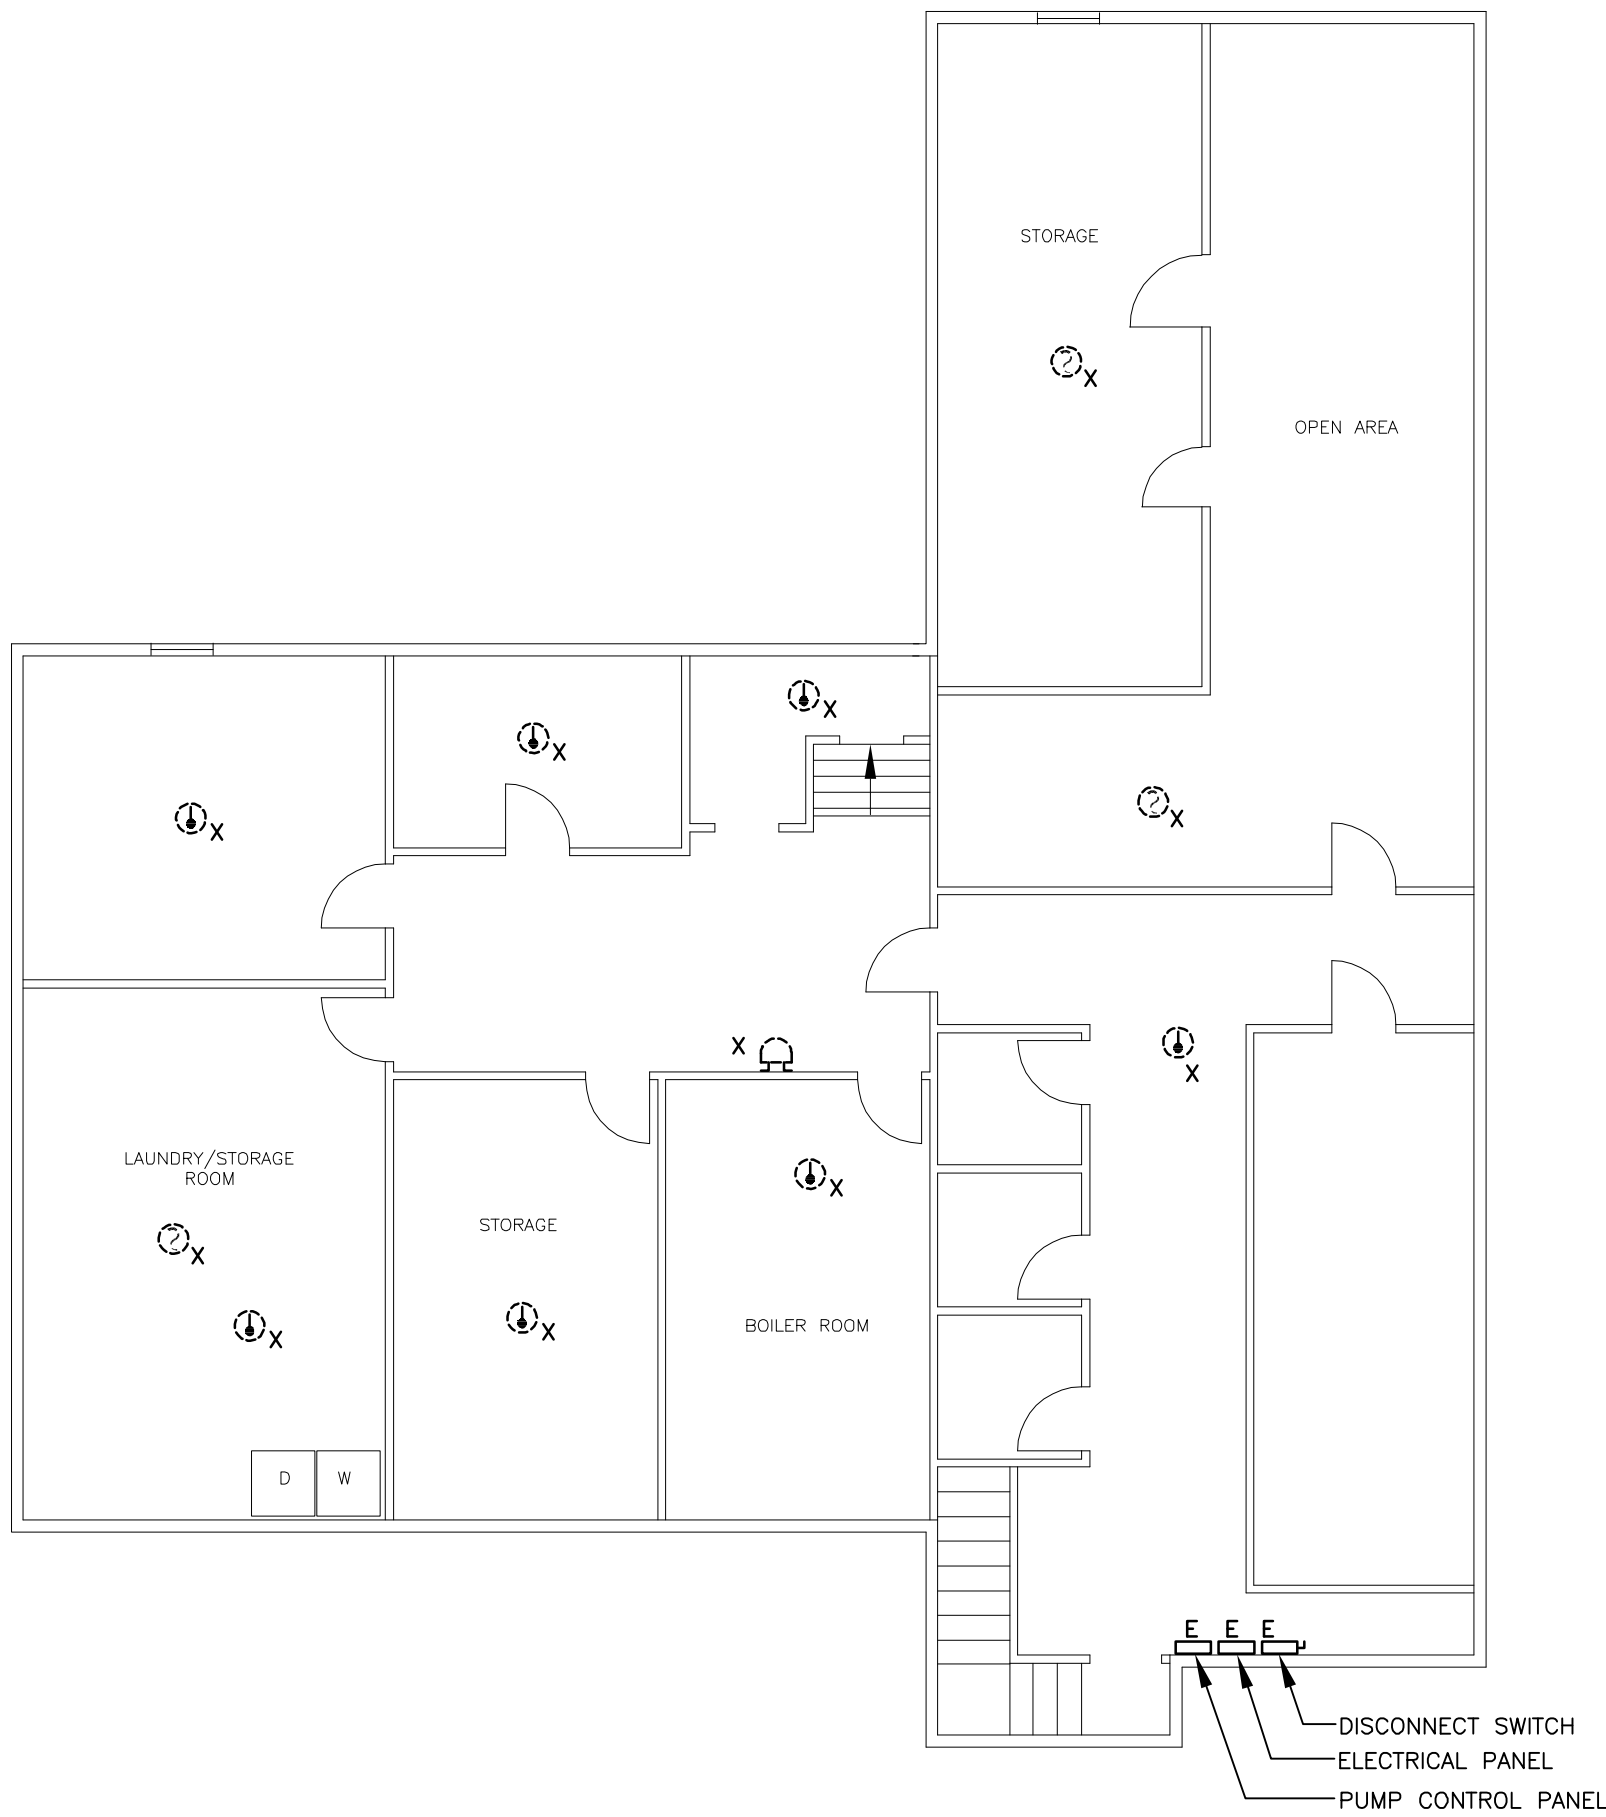 STORAGE
X
OPEN AREA
X
X
X
X
X
X
X
LAUNDRY/STORAGE
ROOM
X
STORAGE
X
X
X
BOILER ROOM
D
W
E
E
E
DISCONNECT SWITCH
ELECTRICAL PANEL
PUMP CONTROL PANEL